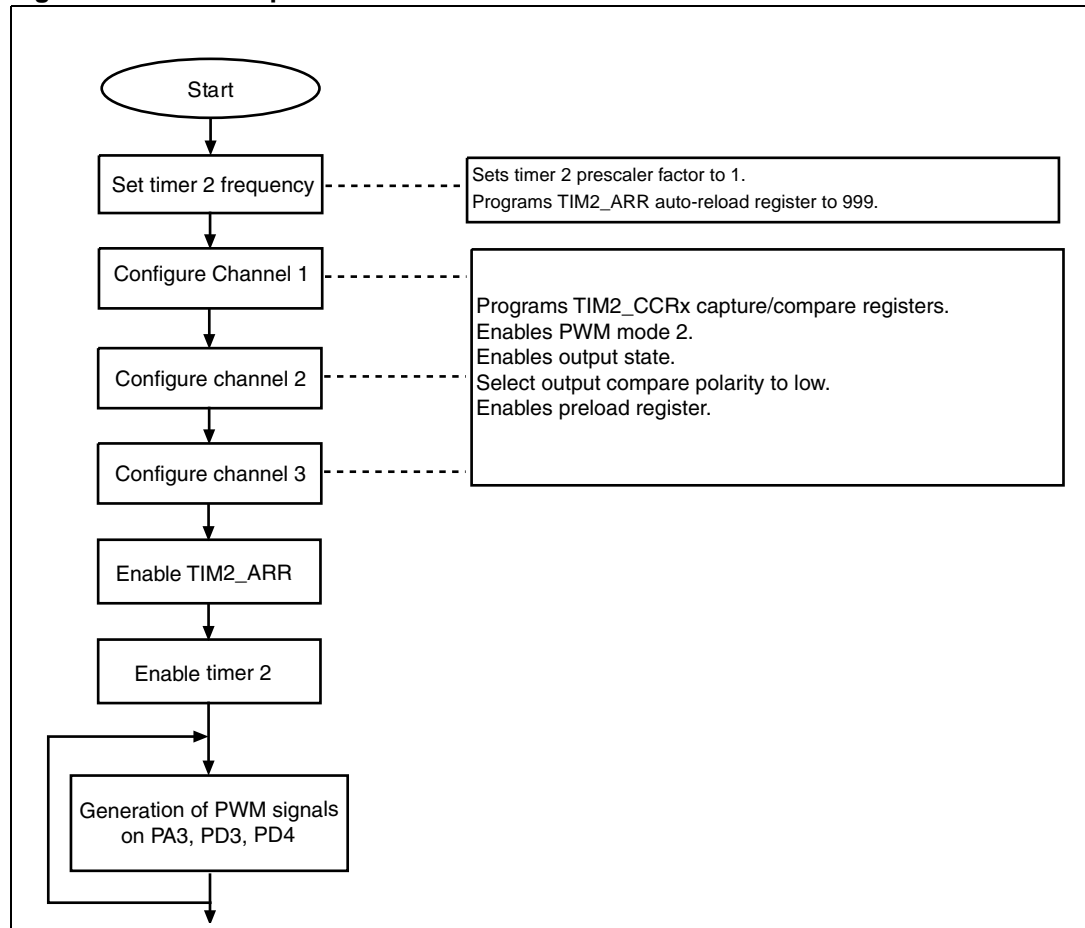 Start
Set timer 2 frequency
Sets timer 2 prescaler factor to 1.
Programs TIM2_ARR auto-reload register to 999.
Configure Channel 1
Programs TIM2_CCRx capture/compare registers.
Enables PWM mode 2.
Enables output state.
Select output compare polarity to low.
Enables preload register.
Configure channel 2
Configure channel 3
Enable TIM2_ARR
Enable timer 2
Generation of PWM signals
on PA3, PD3, PD4